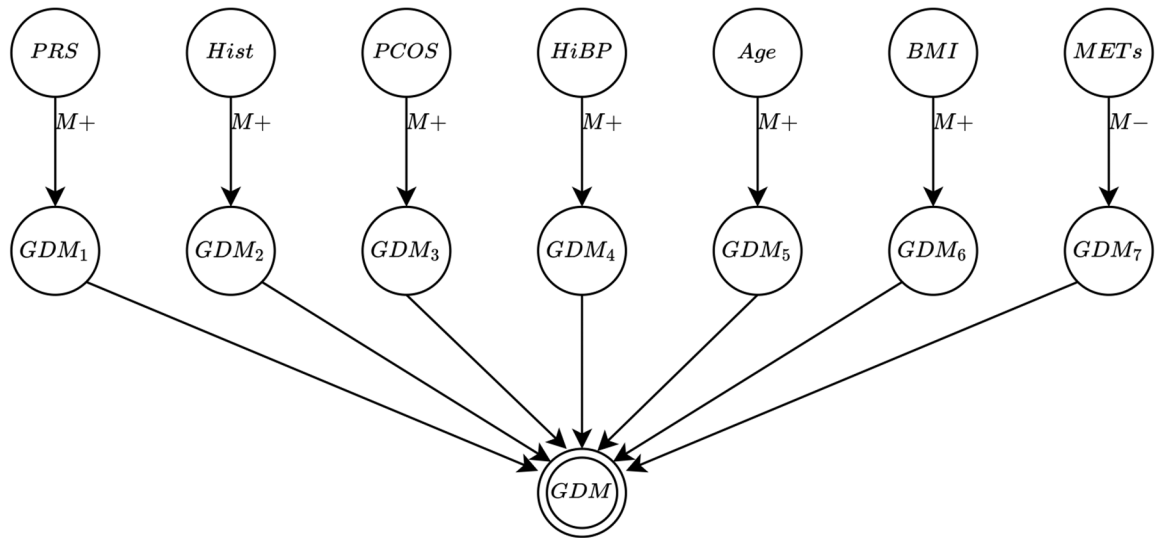 PRS Hist PCOS HiBP Age BMI METs
M+ M+ M+ M+ M+ M+ M−
GDM₁ GDM₂ GDM₃ GDM₄ GDM₅ GDM₆ GDM₇
GDM